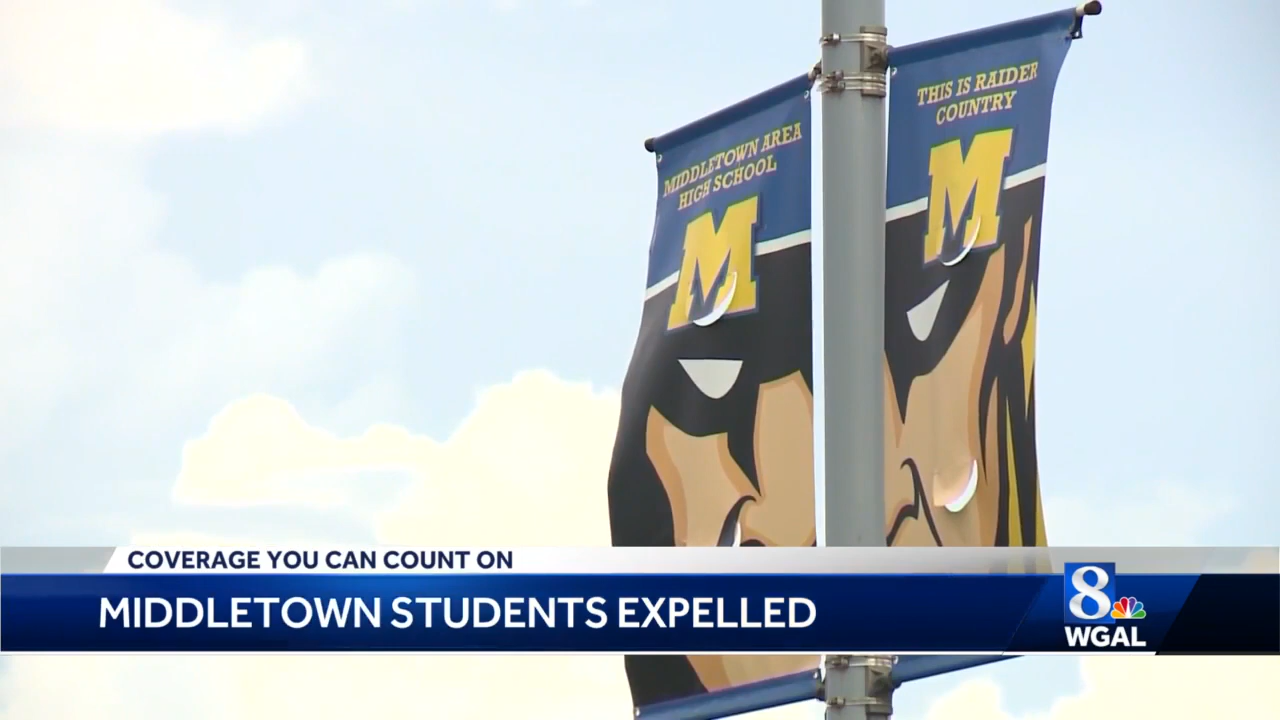 MIDDLETOWN AREA
HIGH SCHOOL
M
THIS IS RAIDER
COUNTRY
M
COVERAGE YOU CAN COUNT ON
MIDDLETOWN STUDENTS EXPELLED
8
WGAL